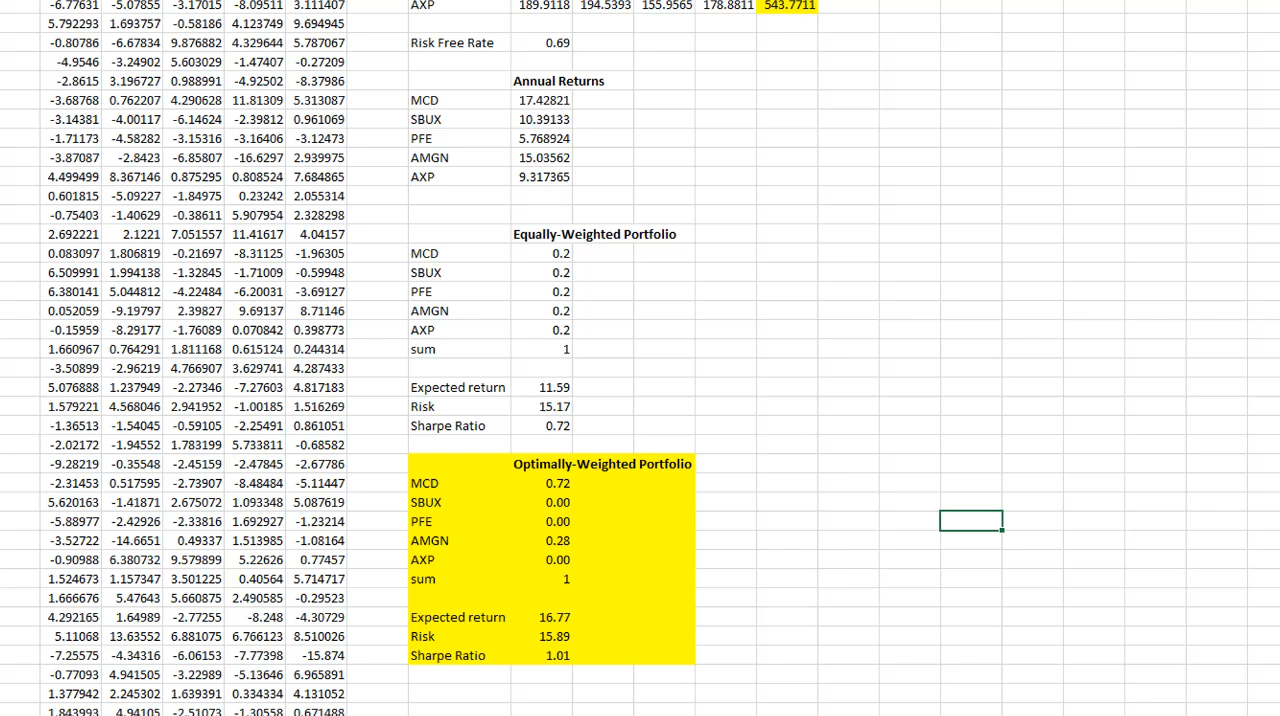 -6.77631 -5.07855 -3.17015 -8.09511 3.111407 AXP 189.9118 194.5393 155.9565 178.8811 543.7711
5.792293 1.763707 -0.58186 4.123749 9.694945
-0.80786 -6.67834 9.876882 4.329644 5.787067 Risk Free Rate 0.69
-4.9546 -3.24902 5.603029 -1.47407 -0.27209
-2.8615 3.196727 0.988991 -4.92502 -8.37986 Annual Returns
-3.68768 0.762207 4.290628 11.81309 5.313087 MCD 17.42821
-3.14381 -4.00117 -6.14624 -2.39812 0.961069 SBUX 10.39133
-1.71173 -4.58282 -3.15316 -3.16406 -3.12473 PFE 5.768924
-3.87087 -2.8423 -6.85807 -16.6297 2.939975 AMGN 15.03562
4.499499 8.367146 0.875295 0.808524 7.684865 AXP 9.317365
0.601815 -5.09227 -1.84975 0.23242 2.055314
-0.75403 -1.40629 -0.38611 5.907954 2.328298
2.692221 2.1221 7.051557 11.41617 4.04157 Equally-Weighted Portfolio
0.083097 1.806819 -0.21697 -8.31125 -1.96305 MCD 0.2
6.509991 1.994138 -1.32845 -1.71009 -0.59948 SBUX 0.2
6.380141 5.044812 -4.22484 -6.20031 -3.69127 PFE 0.2
0.052059 -9.19797 2.39827 9.69137 8.71146 AMGN 0.2
-0.15959 -8.29177 -1.76089 0.070842 0.398773 AXP 0.2
1.660967 0.764291 1.811168 0.615124 0.244314 sum 1
-3.50899 -2.96219 4.766907 3.629741 4.287433
5.076888 1.237949 -2.27346 -7.27603 4.817183 Expected return 11.59
1.579221 4.568046 2.941952 -1.00185 1.516269 Risk 15.17
-1.36513 -1.54045 -0.59105 -2.25491 0.861051 Sharpe Ratio 0.72
-2.02172 -1.94552 1.783199 5.733811 -0.68582
-9.28219 -0.35548 -2.45159 -2.47845 -2.67786 Optimally-Weighted Portfolio
-2.31453 0.517595 -2.73907 -8.48484 -5.11447 MCD 0.72
5.620163 -1.41871 2.675072 1.093348 5.087619 SBUX 0.00
-5.88977 -2.42926 -2.33816 1.692927 -1.23214 PFE 0.00
-3.52722 -14.6651 0.49337 1.513985 -1.08164 AMGN 0.28
-0.90988 6.380732 9.579899 5.22626 0.77457 AXP 0.00
1.524673 1.157347 3.501225 0.40564 5.714717 sum 1
1.666676 5.47643 5.660875 2.490585 -0.29523
4.292165 1.64989 -2.77255 -8.248 -4.30729 Expected return 16.77
5.11068 13.63552 6.881075 6.766123 8.510026 Risk 15.89
-7.25575 -4.34316 -6.06153 -7.77398 -15.874 Sharpe Ratio 1.01
-0.77093 4.941505 -3.22989 -5.13646 6.965891
1.377942 2.245302 1.639391 0.334334 4.131052
1.843993 4.94105 -2.51073 -1.30558 0.671488